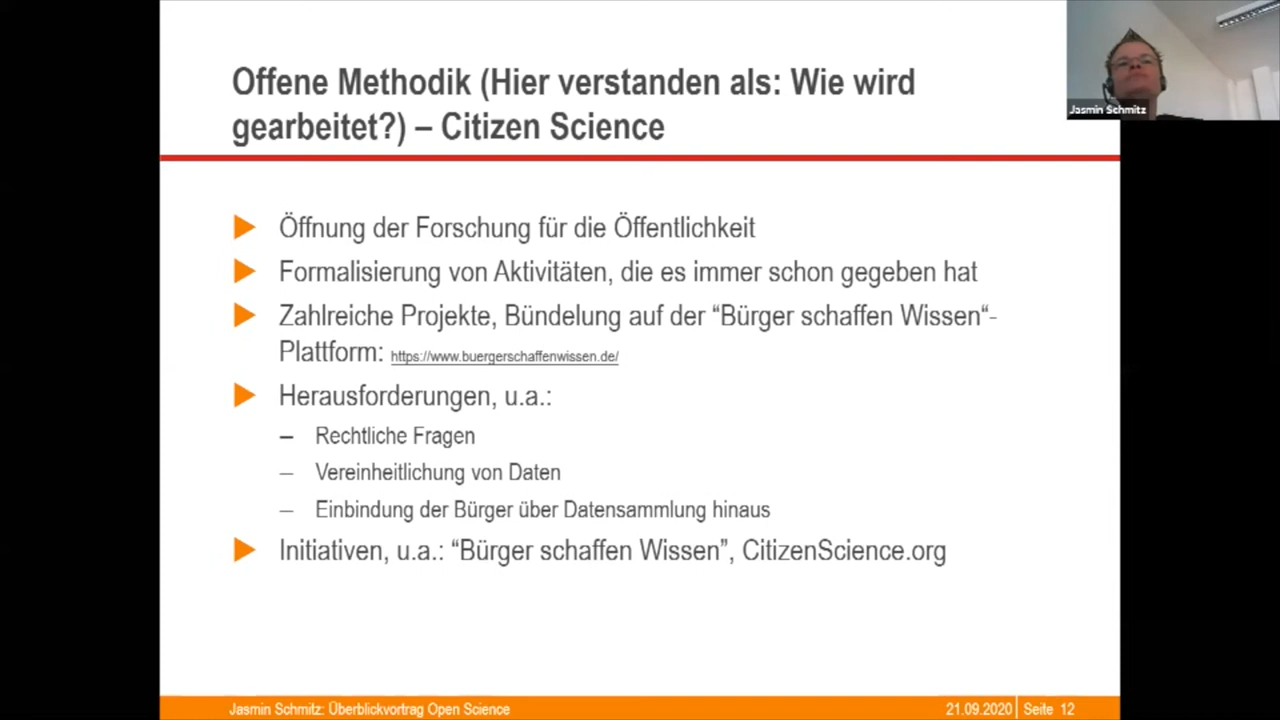 Offene Methodik (Hier verstanden als: Wie wird
gearbeitet?) – Citizen Science
Jasmin Schmitz
Öffnung der Forschung für die Öffentlichkeit
Formalisierung von Aktivitäten, die es immer schon gegeben hat
Zahlreiche Projekte, Bündelung auf der “Bürger schaffen Wissen“-
Plattform: https://www.buergerschaffenwissen.de/
Herausforderungen, u.a.:
– Rechtliche Fragen
– Vereinheitlichung von Daten
– Einbindung der Bürger über Datensammlung hinaus
Initiativen, u.a.: “Bürger schaffen Wissen”, CitizenScience.org
Jasmin Schmitz: Überblickvortrag Open Science
21.09.2020 Seite 12